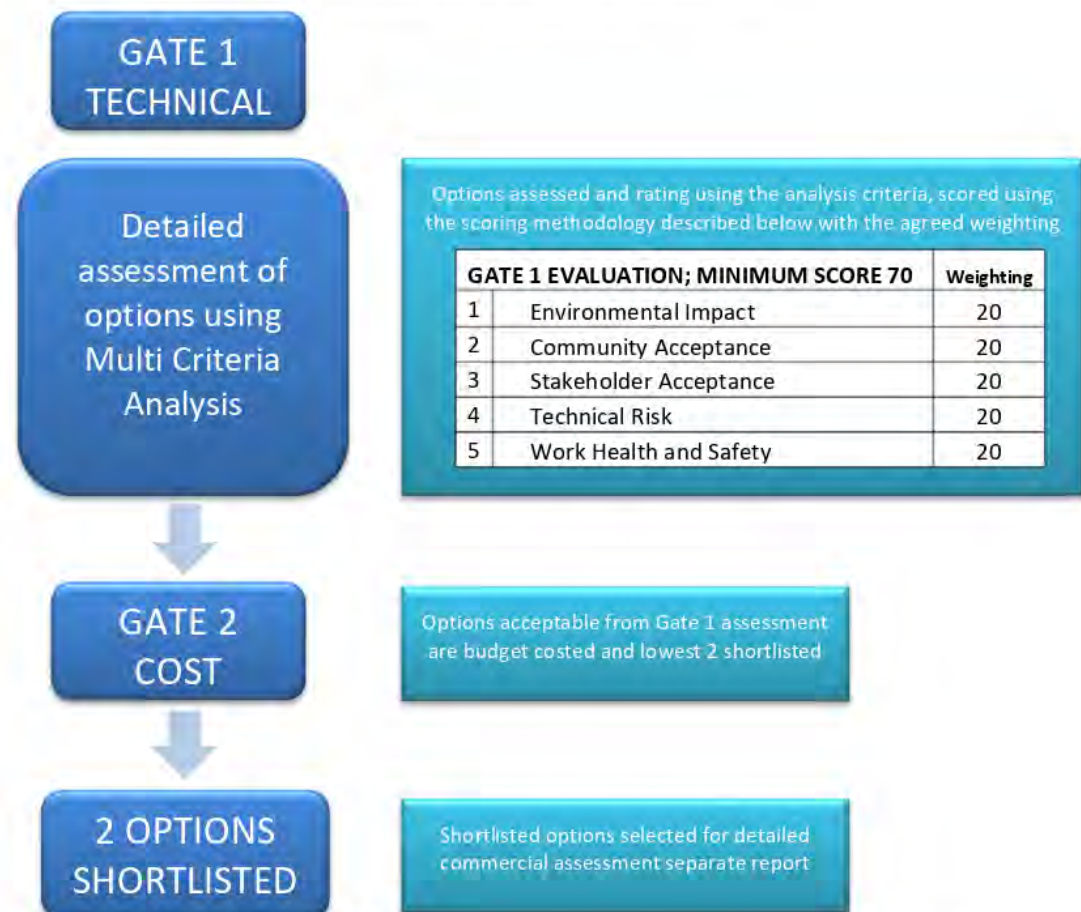 GATE 1
TECHNICAL
Detailed
assessment of
options using
Multi Criteria
Analysis
Options assessed and rating using the analysis criteria, scored using
the scoring methodology described below with the agreed weighting
GATE 1 EVALUATION; MINIMUM SCORE 70 Weighting
1 Environmental Impact 20
2 Community Acceptance 20
3 Stakeholder Acceptance 20
4 Technical Risk 20
5 Work Health and Safety 20
GATE 2
COST
Options acceptable from Gate 1 assessment
are budget costed and lowest 2 shortlisted
2 OPTIONS
SHORTLISTED
Shortlisted options selected for detailed
commercial assessment separate report